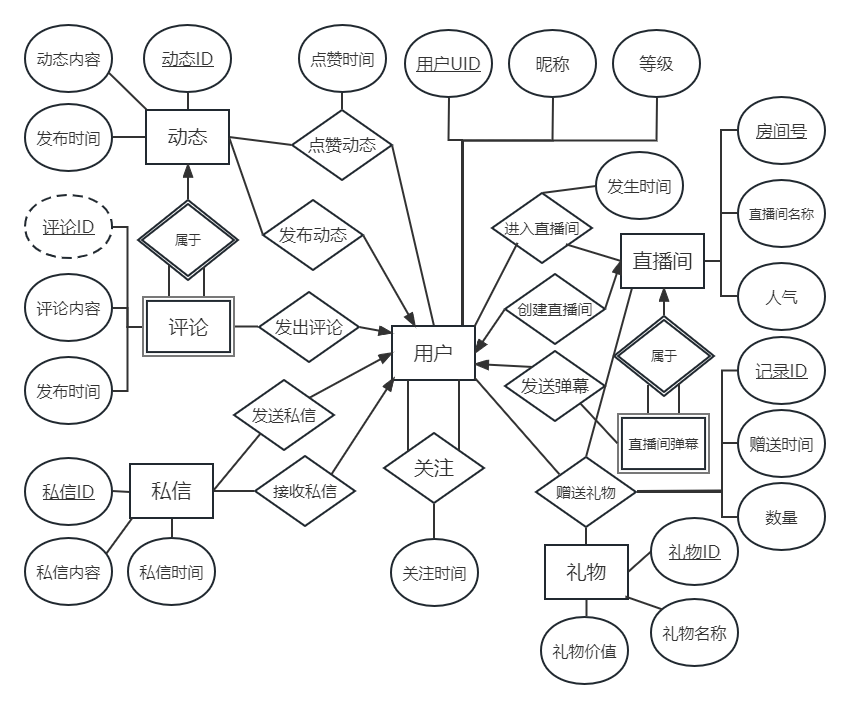 动态内容
动态ID
点赞时间
用户UID
昵称
等级
发布时间
动态
点赞动态
房间号
发生时间
直播间名称
评论ID
属于
发布动态
进入直播间
直播间
人气
评论内容
评论
发出评论
创建直播间
用户
属于
发布时间
发送私信
发送弹幕
记录ID
关注
直播间弹幕
赠送时间
私信ID
私信
接收私信
赠送礼物
数量
私信内容
私信时间
关注时间
礼物
礼物ID
礼物价值
礼物名称